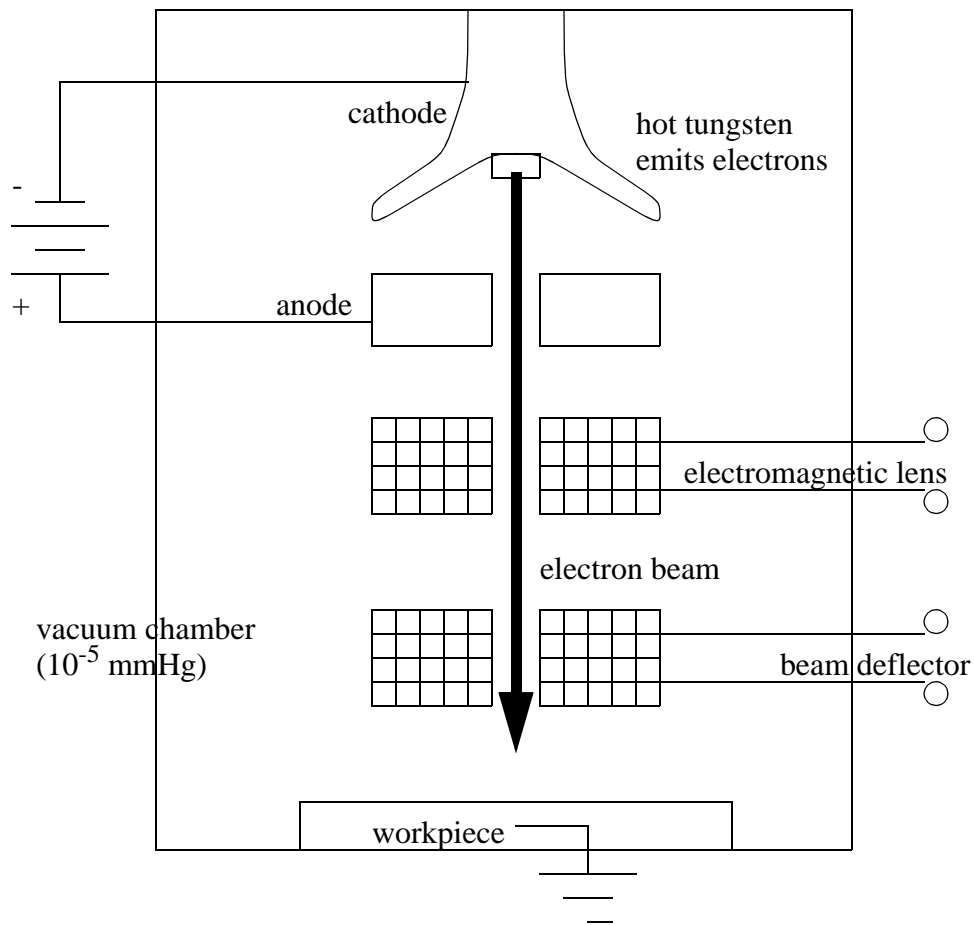 cathode
hot tungsten
emits electrons
-
+
anode
electromagnetic lens
electron beam
vacuum chamber
(10-5 mmHg)
beam deflector
workpiece